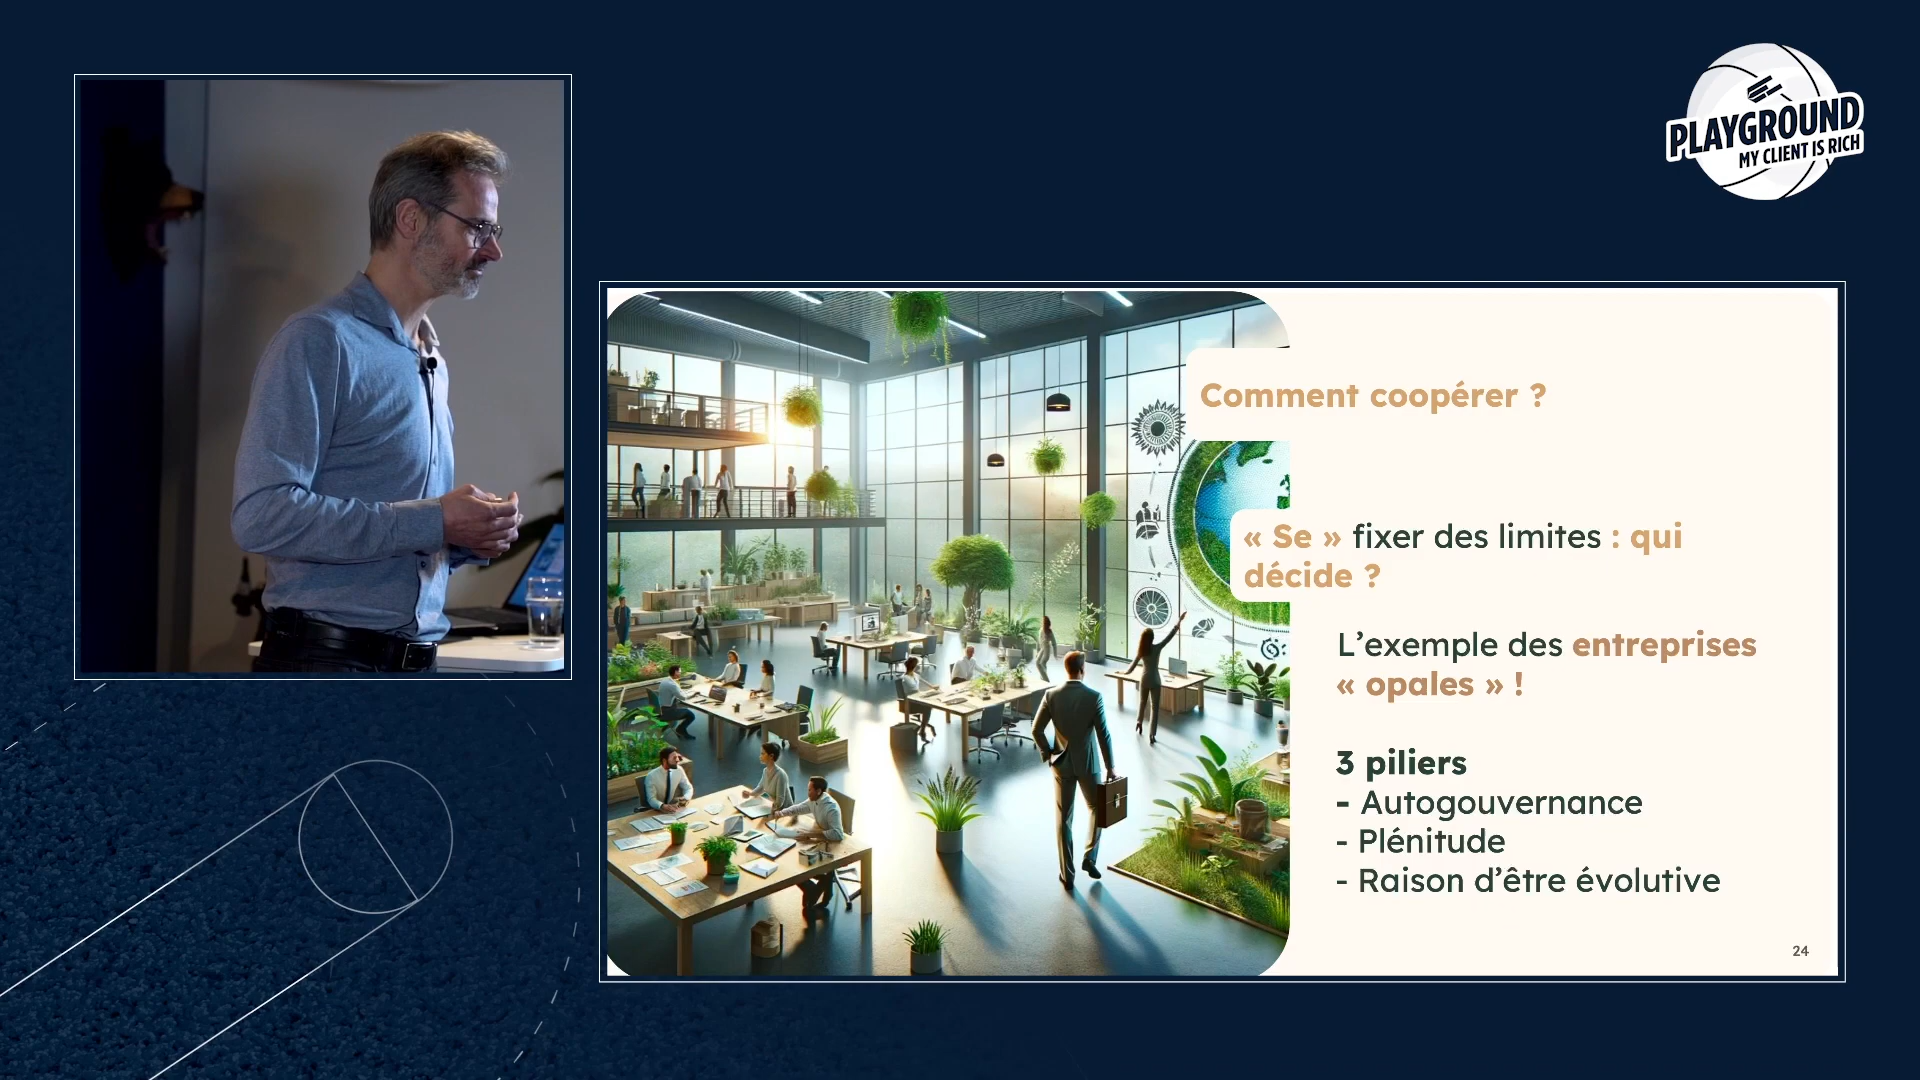 PLAYGROUND
MY CLIENT IS RICH
Comment coopérer ?
« Se » fixer des limites : qui
décide ?
L’exemple des entreprises
« opales » !
3 piliers
- Autogouvernance
- Plénitude
- Raison d’être évolutive
24